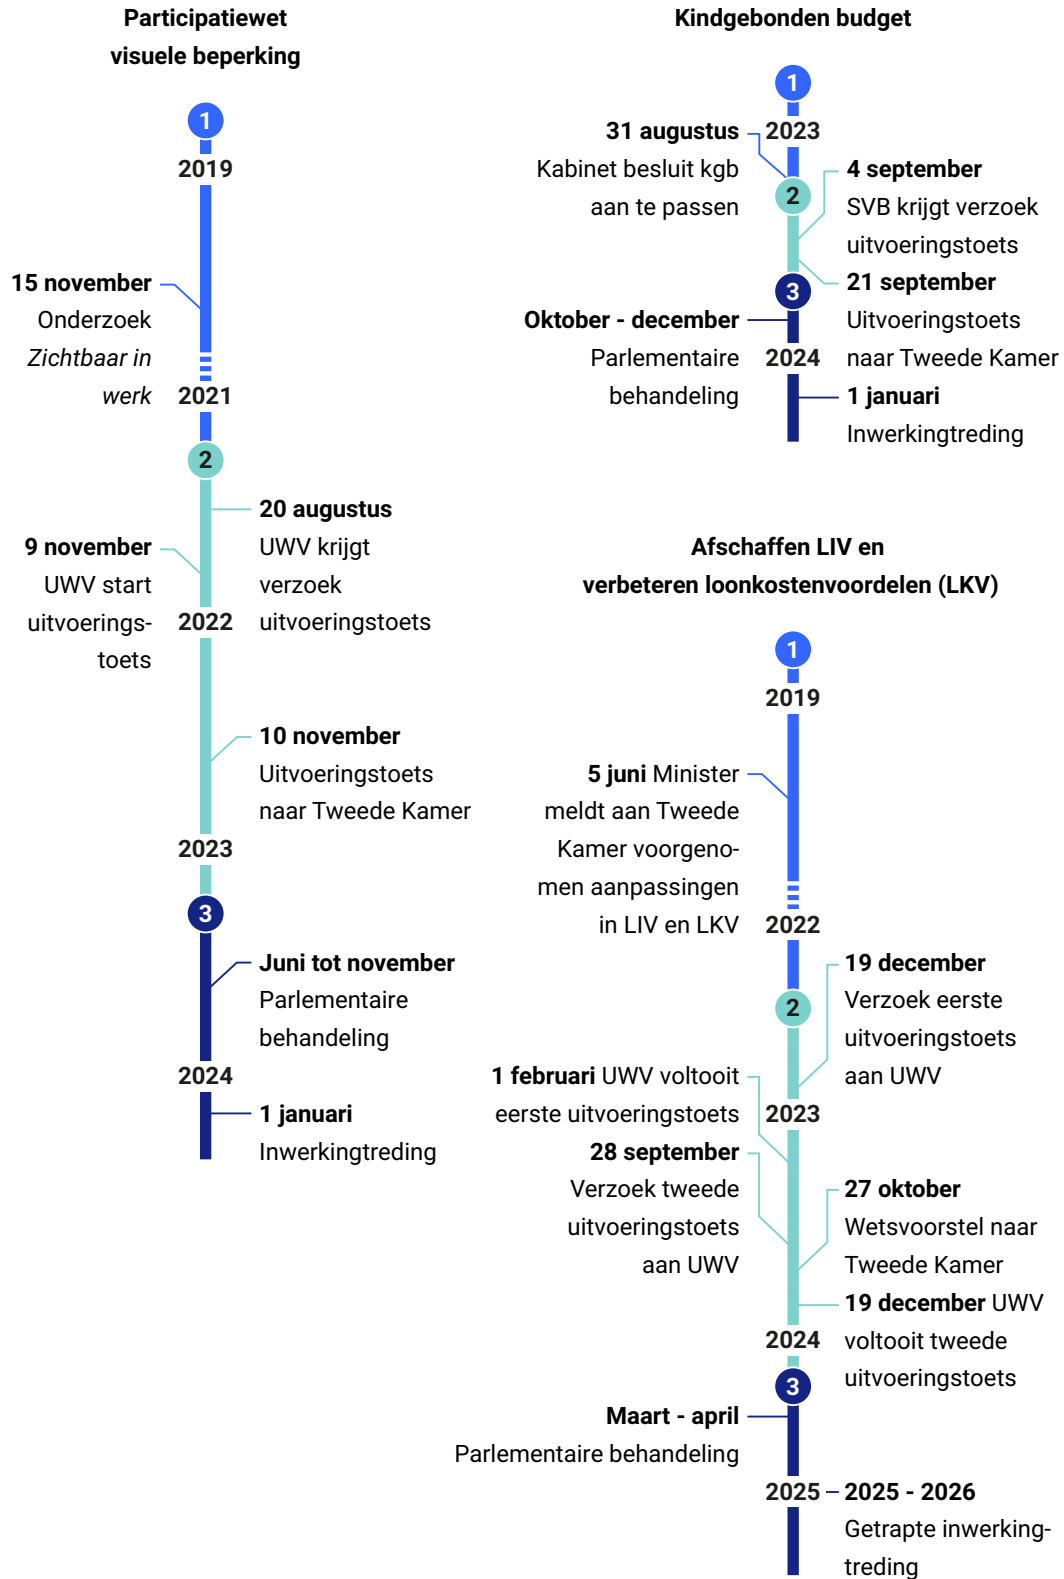 Participatiewet
visuele beperking
1
2019
15 november
Onderzoek
Zichtbaar in
werk
2021
2
20 augustus
UWV krijgt
verzoek
uitvoeringstoets
9 november
UWV start
uitvoerings-
toets
2022
10 november
Uitvoeringstoets
naar Tweede Kamer
2023
3
Juni tot november
Parlementaire
behandeling
2024
1 januari
Inwerkingtreding
Kindgebonden budget
1
2023
31 augustus
Kabinet besluit kgb
aan te passen
2
4 september
SVB krijgt verzoek
uitvoeringstoets
21 september
Uitvoeringstoets
naar Tweede Kamer
3
Oktober - december
Parlementaire
behandeling
2024
1 januari
Inwerkingtreding
Afschaffen LIV en
verbeteren loonkostenvoordelen (LKV)
1
2019
5 juni Minister
meldt aan Tweede
Kamer voorgeno-
men aanpassingen
in LIV en LKV
2022
2
19 december
Verzoek eerste
uitvoeringstoets
aan UWV
1 februari UWV voltooit
eerste uitvoeringstoets
2023
28 september
Verzoek tweede
uitvoeringstoets
aan UWV
27 oktober
Wetsvoorstel naar
Tweede Kamer
19 december UWV
voltooit tweede
uitvoeringstoets
2024
3
Maart - april
Parlementaire behandeling
2025
2025 - 2026
Getrapte inwerking-
treding